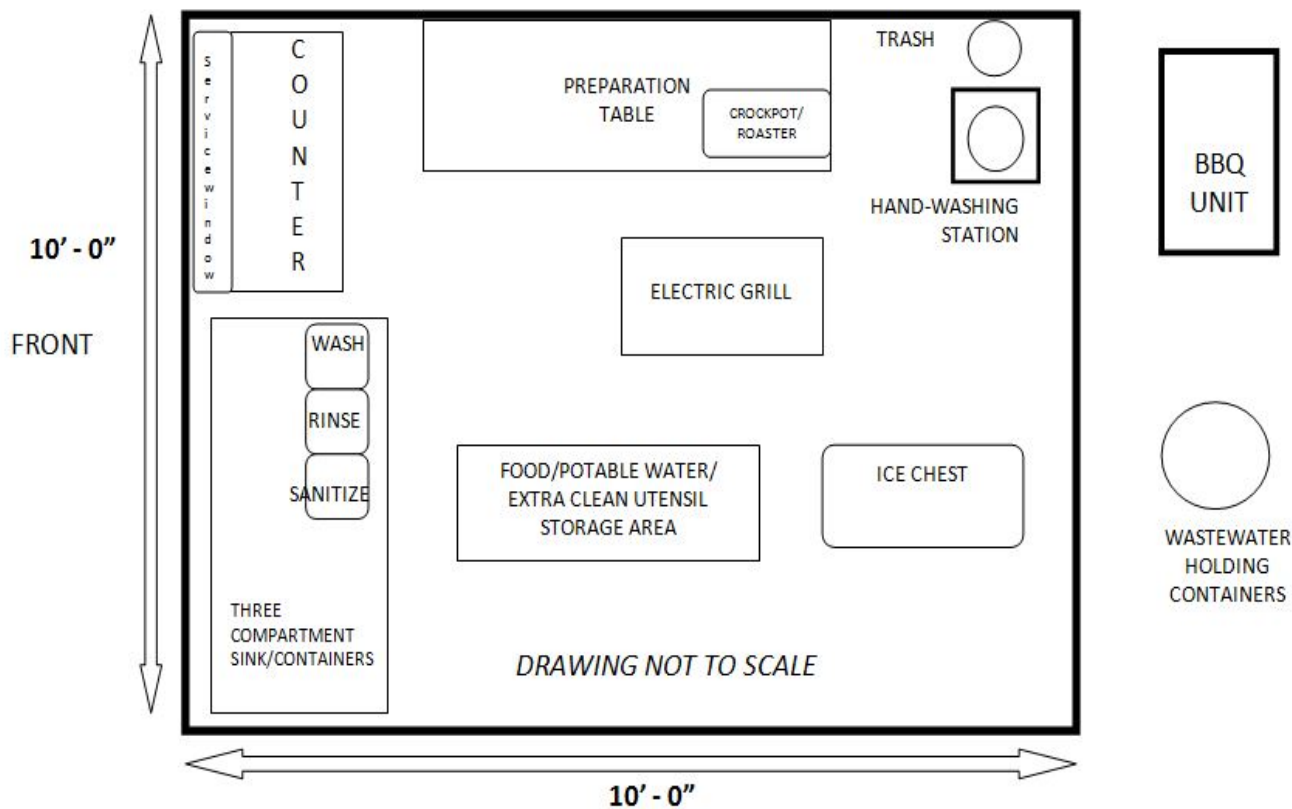 COUNTER
Servicewindow
PREPARATION
TABLE
CROCKPOT/
ROASTER
TRASH
HAND-WASHING
STATION
BBQ
UNIT
10’ - 0”
FRONT
ELECTRIC GRILL
WASH
RINSE
SANITIZE
THREE
COMPARTMENT
SINK/CONTAINERS
FOOD/POTABLE WATER/
EXTRA CLEAN UTENSIL
STORAGE AREA
ICE CHEST
WASTEWATER
HOLDING
CONTAINERS
DRAWING NOT TO SCALE
10’ - 0”